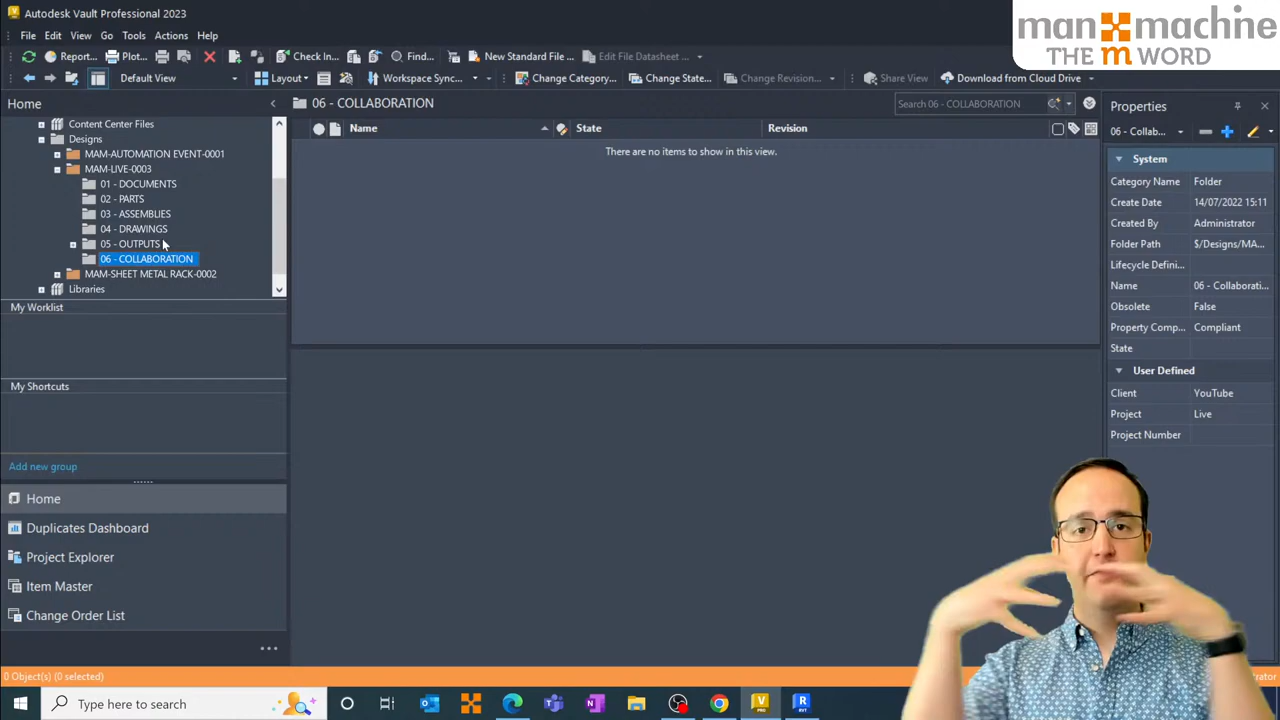 Autodesk Vault Professional 2023
man machine
THE m WORD
File Edit View Go Tools Actions Help
Report... Plot... Check In... Find... New Standard File ... Edit File Datasheet ...
Default View Layout Workspace Sync... Change Category... Change State... Change Revision... Share View Download from Cloud Drive
Home
06 - COLLABORATION
Search 06 - COLLABORATION
Properties
Content Center Files
Designs
MAM-AUTOMATION EVENT-0001
MAM-LIVE-0003
01 - DOCUMENTS
02 - PARTS
03 - ASSEMBLIES
04 - DRAWINGS
05 - OUTPUTS
06 - COLLABORATION
MAM-SHEET METAL RACK-0002
Libraries
Name State Revision
There are no items to show in this view.
06 - Collab...
System
Category Name Folder
Create Date 14/07/2022 15:11
Created By Administrator
Folder Path $/Designs/MA...
Lifecycle Defini...
Name 06 - Collaborati...
Obsolete False
Property Comp... Compliant
State
User Defined
Client YouTube
Project Live
Project Number
My Worklist
My Shortcuts
Add new group
Home
Duplicates Dashboard
Project Explorer
Item Master
Change Order List
0 Object(s) (0 selected)
Type here to search